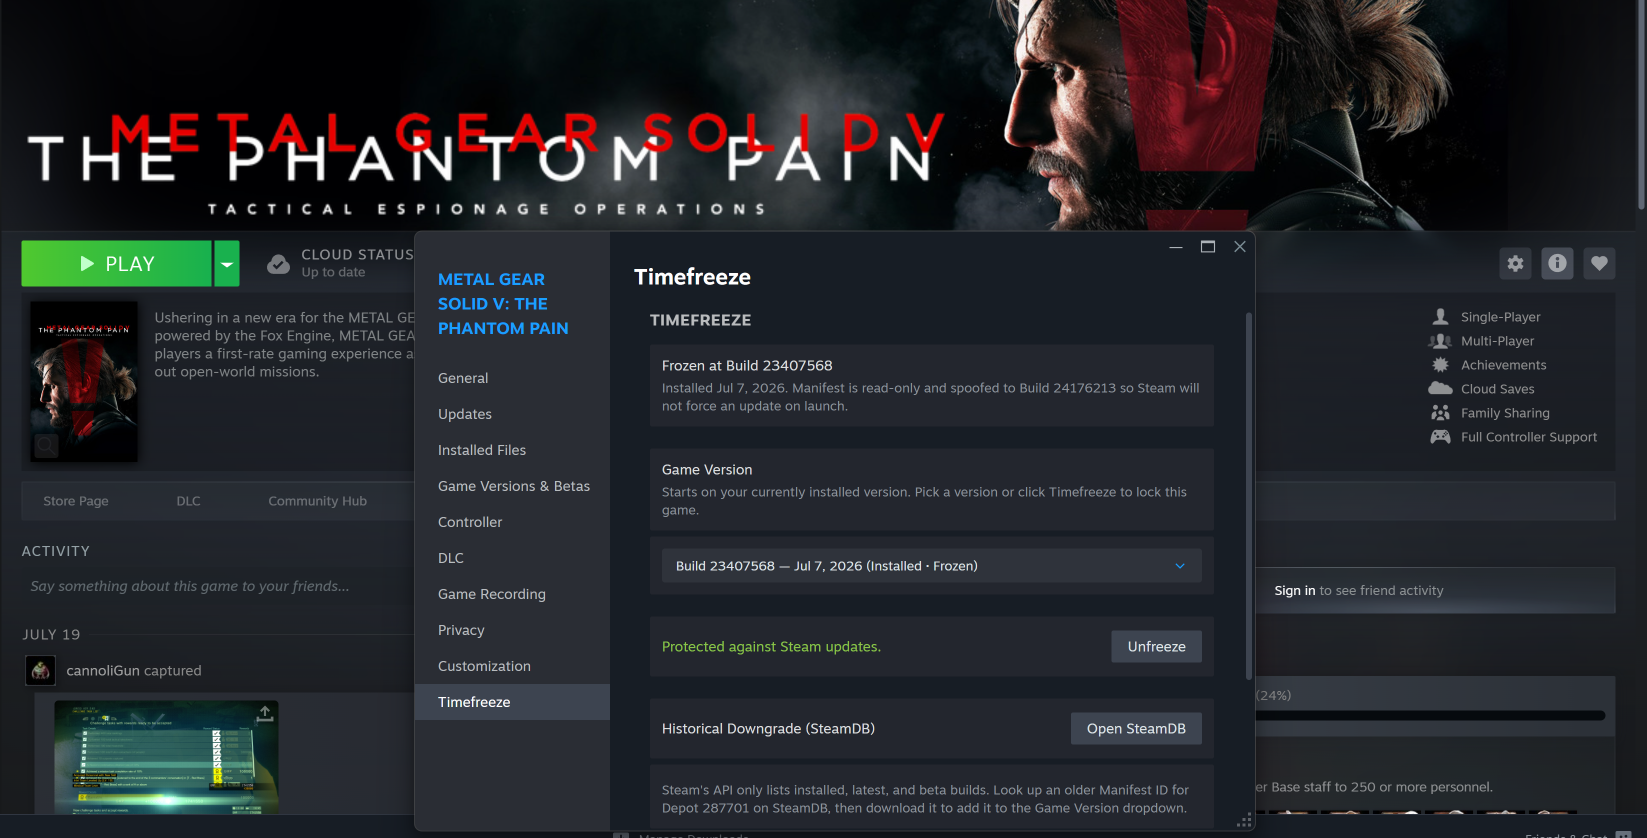 METAL GEAR SOLID V
THE PHANTOM PAIN
TACTICAL ESPIONAGE OPERATIONS
PLAY
CLOUD STATUS
Up to date
THE PHANTOM PAIN
Ushering in a new era for the METAL GE
powered by the Fox Engine, METAL GEA
players a first-rate gaming experience a
out open-world missions.
Store Page
DLC
Community Hub
ACTIVITY
Say something about this game to your friends...
JULY 19
cannoliGun captured
METAL GEAR
SOLID V: THE
PHANTOM PAIN
General
Updates
Installed Files
Game Versions & Betas
Controller
DLC
Game Recording
Privacy
Customization
Timefreeze
Timefreeze
TIMEFREEZE
Frozen at Build 23407568
Installed Jul 7, 2026. Manifest is read-only and spoofed to Build 24176213 so Steam will
not force an update on launch.
Game Version
Starts on your currently installed version. Pick a version or click Timefreeze to lock this
game.
Build 23407568 — Jul 7, 2026 (Installed · Frozen)
Protected against Steam updates.
Unfreeze
Historical Downgrade (SteamDB)
Open SteamDB
Steam's API only lists installed, latest, and beta builds. Look up an older Manifest ID for
Depot 287701 on SteamDB, then download it to add it to the Game Version dropdown.
Single-Player
Multi-Player
Achievements
Cloud Saves
Family Sharing
Full Controller Support
Sign in to see friend activity
(24%)
er Base staff to 250 or more personnel.
Manage Downloads
Friends & Chat